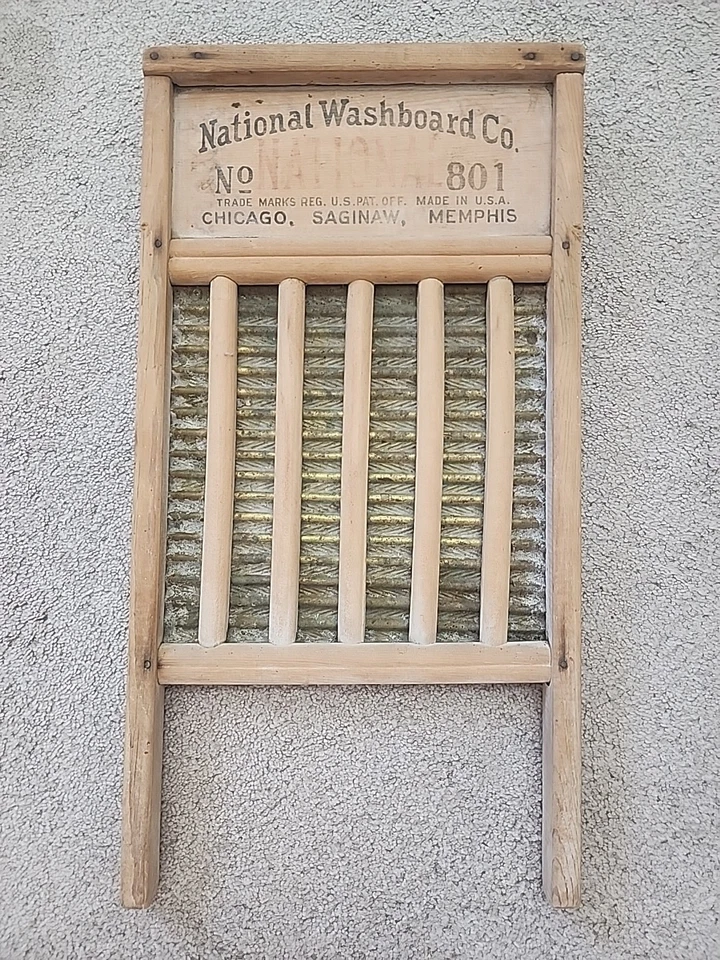 National Washboard Co.
NATIONAL
Nº 801
TRADE MARKS REG. U.S. PAT. OFF. MADE IN U.S.A.
CHICAGO, SAGINAW, MEMPHIS